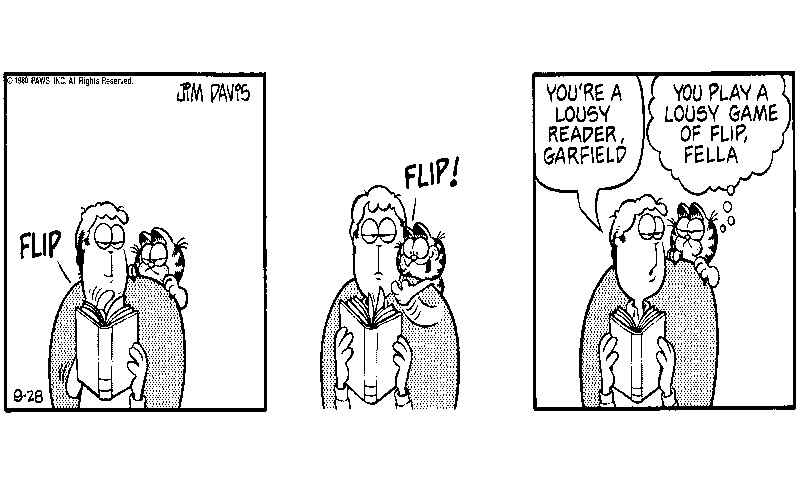 © 1980 PAWS, INC. All Rights Reserved.
JIM DAVIS
FLIP
9-28
FLIP!
YOU'RE A
LOUSY
READER,
GARFIELD
YOU PLAY A
LOUSY GAME
OF FLIP,
FELLA